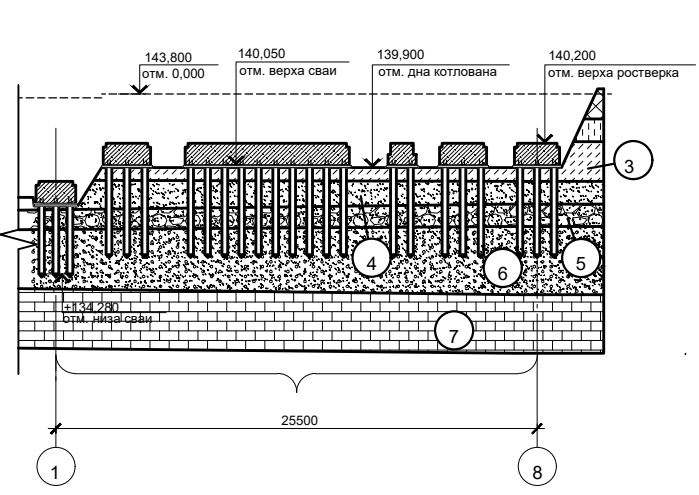 143,800
отм. 0,000
140,050
отм. верха сваи
139,900
отм. дна котлована
140,200
отм. верха ростверка
3
4
5
6
+134,280
отм. низа сваи
7
25500
1
8